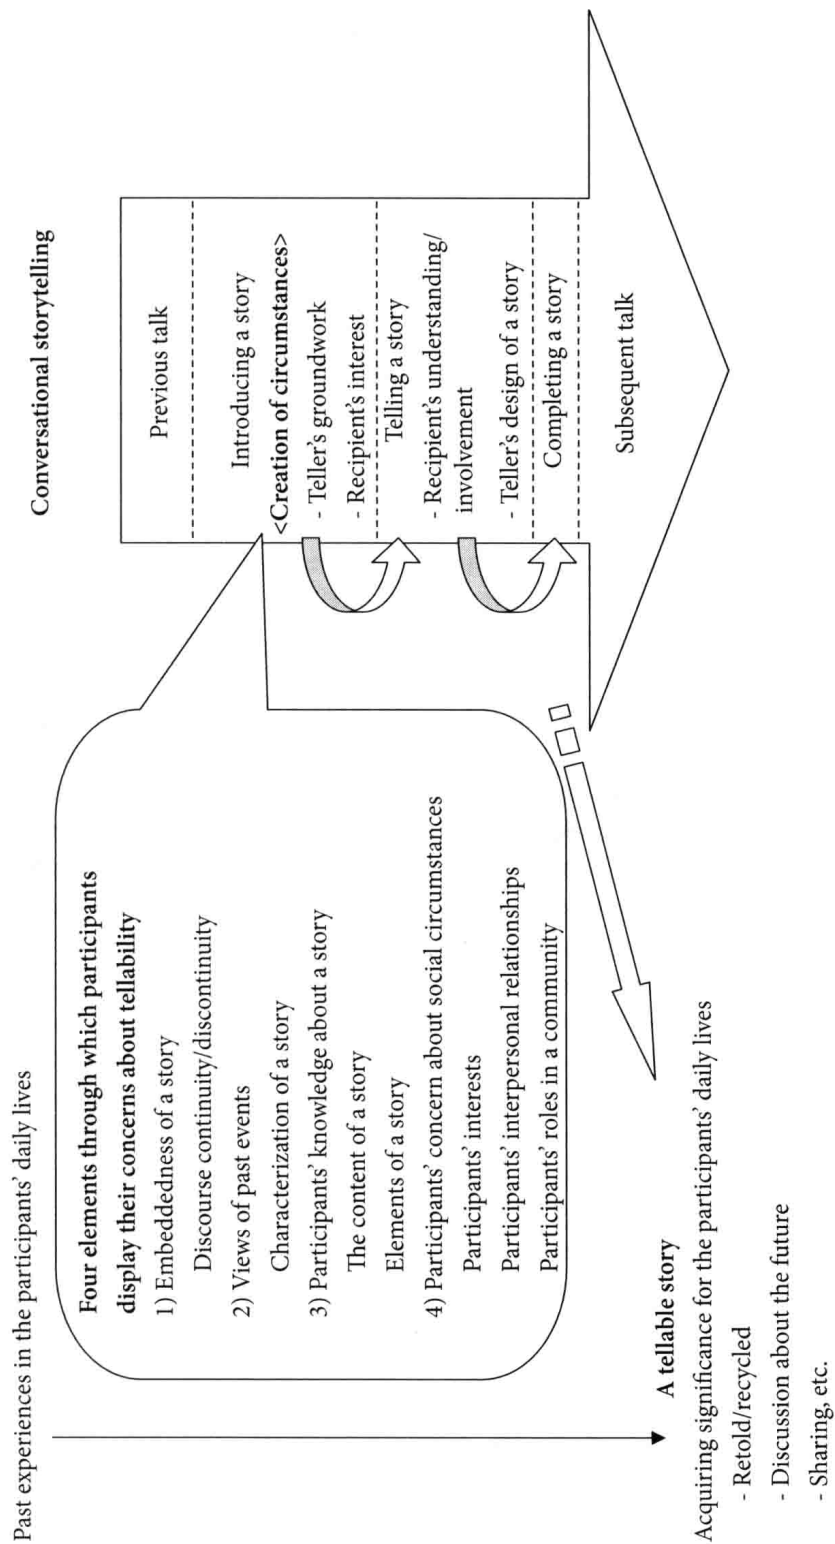 Past experiences in the participants' daily lives
Four elements through which participants
display their concerns about tellability
1) Embeddedness of a story
Discourse continuity/discontinuity
2) Views of past events
Characterization of a story
3) Participants' knowledge about a story
The content of a story
Elements of a story
4) Participants' concern about social circumstances
Participants' interests
Participants' interpersonal relationships
Participants' roles in a community
A tellable story
Acquiring significance for the participants' daily lives
- Retold/recycled
- Discussion about the future
- Sharing, etc.
Conversational storytelling
Previous talk
Introducing a story
<Creation of circumstances>
- Teller's groundwork
- Recipient's interest
Telling a story
- Recipient's understanding/
involvement
- Teller's design of a story
Completing a story
Subsequent talk